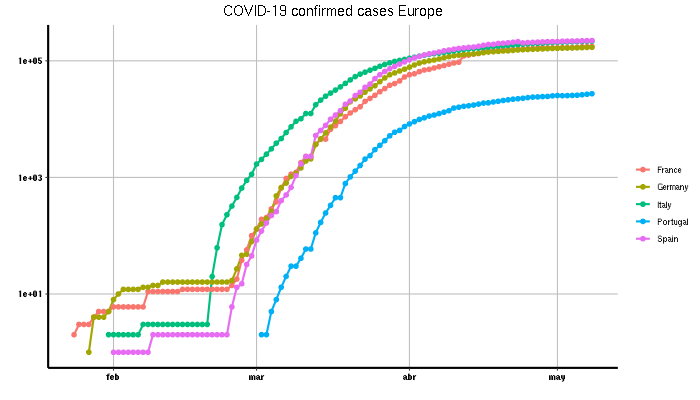 COVID-19 confirmed cases Europe
1e+05
1e+03
1e+01
feb
mar
abr
may
France
Germany
Italy
Portugal
Spain